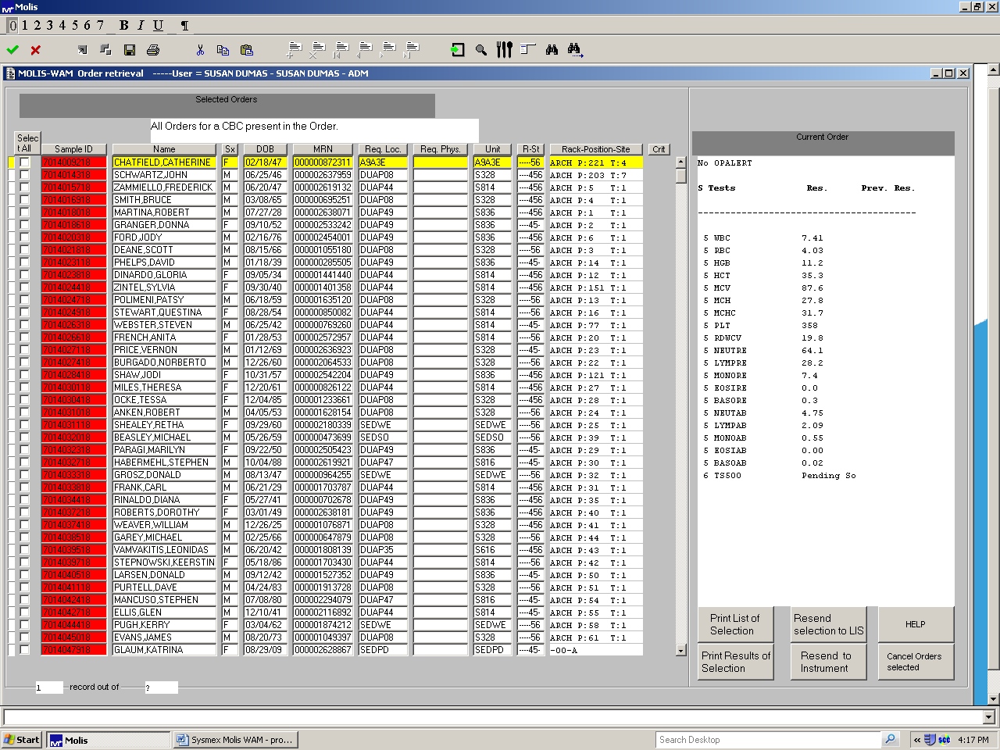 Molis
0 1 2 3 4 5 6 7 B I U ¶
MOLIS-WAM Order retrieval -----User = SUSAN DUMAS - SUSAN DUMAS - ADM
Selected Orders
All Orders for a CBC present in the Order.
Selec
t All
Sample ID Name Sx DOB MRN Req. Loc. Req. Phys. Unit R-St Rack-Position-Site Crit
7014009218 CHATFIELD,CATHERINE F 02/18/47 000000872311 A9A3E A9A3E ----56 ARCH P:221 T:4
7014014318 SCHWARTZ,JOHN M 06/25/46 000002637959 DUAP08 S328 ---456 ARCH P:203 T:7
7014015718 ZAMMIELLO,FREDERICK M 06/20/47 000002619132 DUAP44 S814 ---456 ARCH P:5 T:1
7014016918 SMITH,BRUCE M 03/08/65 000000695251 DUAP08 S328 ----56 ARCH P:4 T:1
7014018018 MARTINA,ROBERT M 07/27/28 000002638071 DUAP49 S836 ---456 ARCH P:1 T:1
7014018618 GRANGER,DONNA F 09/10/52 000002533242 DUAP49 S836 ---45- ARCH P:2 T:1
7014020318 FORD,JODY M 02/16/76 000002454001 DUAP49 S836 ---456 ARCH P:6 T:1
7014021818 DEANE,SCOTT M 08/15/66 000001055180 DUAP08 S328 ----56 ARCH P:3 T:1
7014023118 PHELPS,DAVID M 01/18/39 000000285505 DUAP49 S836 ---45- ARCH P:14 T:1
7014023818 DINARDO,GLORIA F 09/05/34 000001441440 DUAP44 S814 ---456 ARCH P:12 T:1
7014024418 ZINTEL,SYLVIA F 09/30/40 000001401358 DUAP44 S814 ---456 ARCH P:151 T:1
7014024718 POLIMENI,PATSY M 06/18/59 000001635120 DUAP08 S328 ----56 ARCH P:13 T:1
7014024918 STEWART,QUESTINA F 08/28/54 000000850082 DUAP44 S814 ---456 ARCH P:16 T:1
7014026318 WEBSTER,STEVEN M 06/25/42 000000769260 DUAP44 S814 ---45- ARCH P:77 T:1
7014026618 FRENCH,ANITA F 01/28/53 000002572957 DUAP44 S814 ---456 ARCH P:20 T:1
7014027118 PRICE,VERNON M 01/12/69 000002636923 DUAP08 S328 ---45- ARCH P:23 T:1
7014027418 BURGADO,NORBERTO M 12/26/60 000002064533 DUAP08 S328 ----56 ARCH P:22 T:1
7014028418 SHAW,JODI F 10/31/57 000002542204 DUAP49 S836 ---456 ARCH P:121 T:1
7014030118 MILES,THERESA F 12/20/61 000000826122 DUAP44 S814 ---456 ARCH P:27 T:1
7014030418 OCKE,TESSA F 12/04/85 000001233661 DUAP08 S328 ---456 ARCH P:28 T:1
7014031018 ANKEN,ROBERT M 04/05/53 000001628154 DUAP08 S328 ----56 ARCH P:24 T:1
7014031118 SHEALEY,RETHA F 09/29/60 000002180339 SEDWE SEDWE ----56 ARCH P:25 T:1
7014032018 BEASLEY,MICHAEL M 05/26/59 000000473699 SEDSO SEDSO ----56 ARCH P:39 T:1
7014032318 PARAGI,MARILYN F 09/22/50 000002505423 DUAP49 S836 ---45- ARCH P:29 T:1
7014032718 HABERMEHL,STEPHEN M 10/04/88 000002619921 DUAP47 S816 ---45- ARCH P:30 T:1
7014033318 GROSZ,DONALD M 08/13/47 000000964255 SEDWE SEDWE ----56 ARCH P:32 T:1
7014033818 FRANK,CARL M 06/21/29 000001703787 DUAP44 S814 ---456 ARCH P:31 T:1
7014034418 RINALDO,DIANA F 05/27/41 000000702678 DUAP49 S836 ---456 ARCH P:35 T:1
7014037218 ROBERTS,DOROTHY F 03/01/49 000002638181 DUAP49 S836 ---456 ARCH P:40 T:1
7014037418 WEAVER,WILLIAM M 12/26/25 000001076871 DUAP08 S328 ---456 ARCH P:41 T:1
7014038518 GAREY,MICHAEL M 02/25/66 000000647879 DUAP08 S328 ----56 ARCH P:44 T:1
7014039518 VAMVAKITIS,LEONIDAS M 06/20/42 000001808139 DUAP35 S616 ---456 ARCH P:43 T:1
7014039718 STEPNOWSKI,KEERSTIN F 05/18/86 000001703430 DUAP44 S814 ----56 ARCH P:42 T:1
7014040518 LARSEN,DONALD M 09/12/42 000001527352 DUAP49 S836 ---45- ARCH P:50 T:1
7014041118 PURTELL,DAVE M 04/24/83 000001913728 DUAP08 S328 ----56 ARCH P:51 T:1
7014042418 MANCUSO,STEPHEN M 07/08/80 000002294079 DUAP47 S816 ---45- ARCH P:54 T:1
7014042718 ELLIS,GLEN M 12/10/41 000002116892 DUAP44 S814 ---45- ARCH P:55 T:1
7014044418 PUGH,KERRY F 03/04/62 000001874212 SEDWE SEDWE ----56 ARCH P:58 T:1
7014045018 EVANS,JAMES M 08/20/73 000001049397 DUAP08 S328 ----56 ARCH P:61 T:1
7014047918 GLAUM,KATRINA F 08/29/09 000002628867 SEDPD SEDPD ---45- -00-A
1 record out of ?
Current Order
No OPALERT
S Tests Res. Prev. Res.
----------------------------------------
5 WBC 7.41
5 RBC 4.03
5 HGB 11.2
5 HCT 35.3
5 MCV 87.6
5 MCH 27.8
5 MCHC 31.7
5 PLT 358
5 RDWCV 19.8
5 NEUTRE 64.1
5 LYMPRE 28.2
5 MONORE 7.4
5 EOSIRE 0.0
5 BASORE 0.3
5 NEUTAB 4.75
5 LYMPAB 2.09
5 MONOAB 0.55
5 EOSIAB 0.00
5 BASOAB 0.02
6 TS500 Pending So
Print List of
Selection
Resend
selection to LIS
HELP
Print Results of
Selection
Resend to
Instrument
Cancel Orders
selected
Start Molis Sysmex Molis WAM - pro... Search Desktop « 4:17 PM